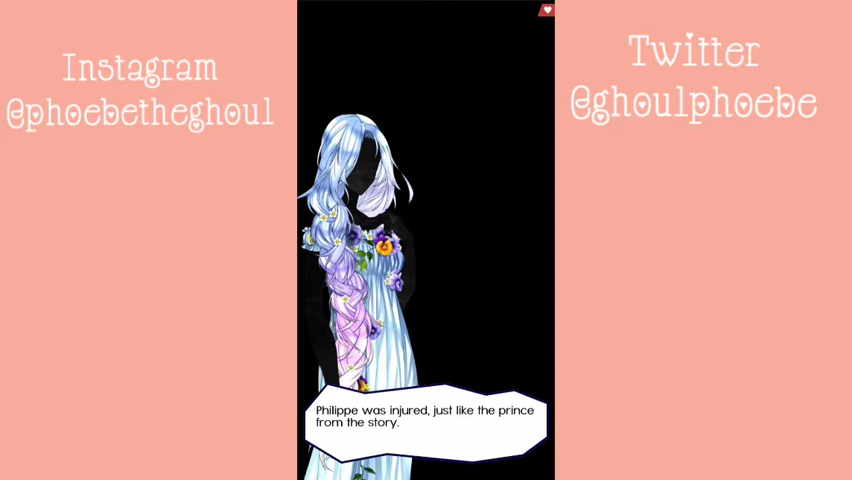 Instagram
@phoebetheghoul
Twitter
@ghoulphoebe
Philippe was injured, just like the prince
from the story.